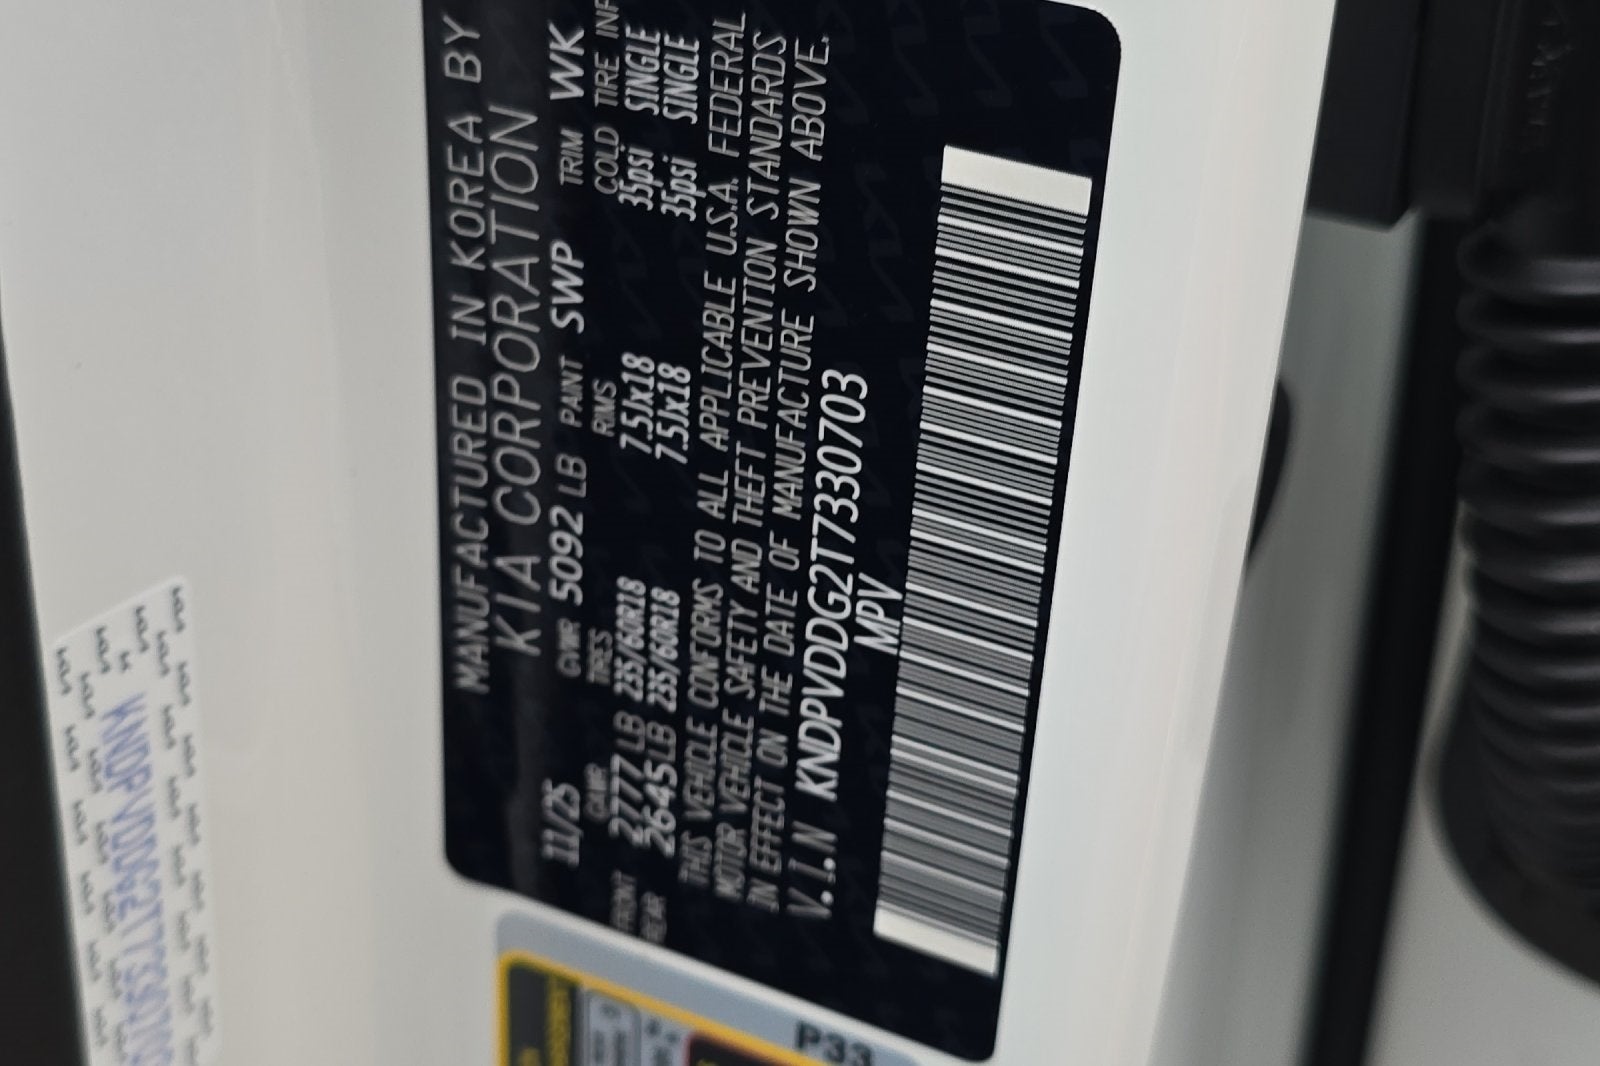 MANUFACTURED IN KOREA BY
KIA CORPORATION
11/25 GVWR 5092 LB PAINT SWP TRIM WK
GAWR TIRES RIMS COLD TIRE INF
FRONT 2777 LB 235/60R18 7.5Jx18 35psi SINGLE
REAR 2645LB 235/60R18 7.5Jx18 35psi SINGLE
THIS VEHICLE CONFORMS TO ALL APPLICABLE U.S.A. FEDERAL
MOTOR VEHICLE SAFETY AND THEFT PREVENTION STANDARDS
IN EFFECT ON THE DATE OF MANUFACTURE SHOWN ABOVE.
V.I.N KNDPVDDG2T7330703
MPV
P33